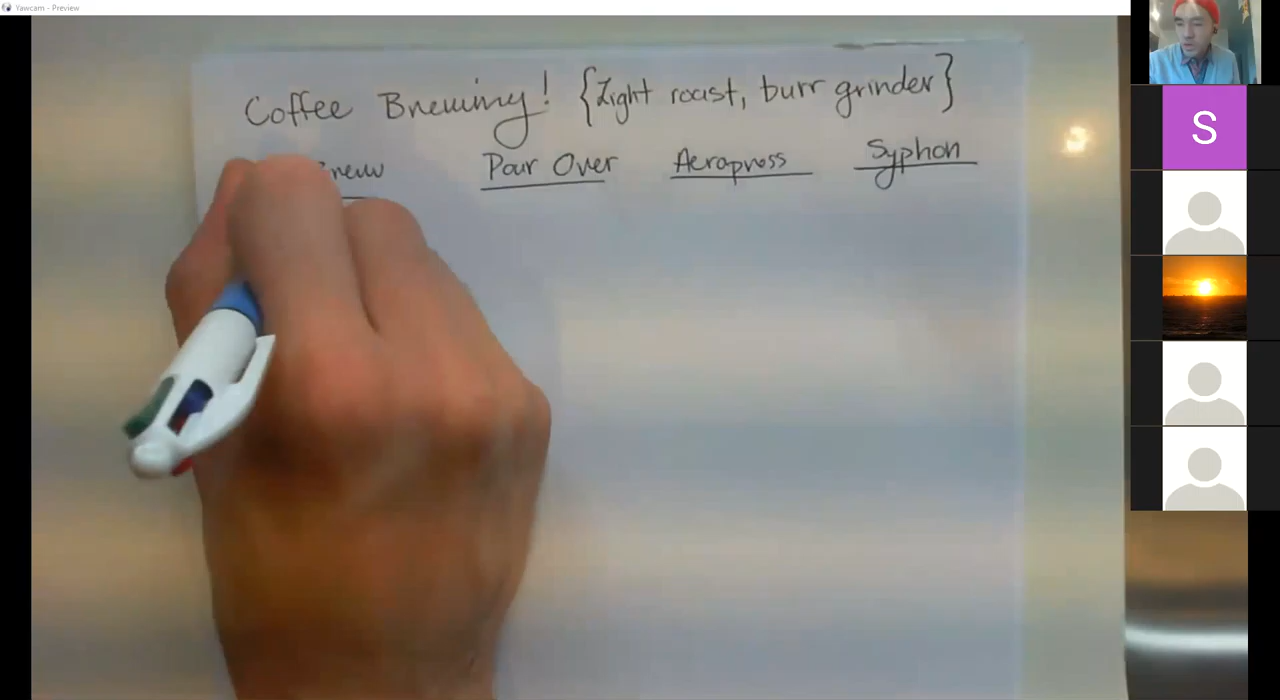 Yawcam - Preview
Coffee Brewing! {Light roast, burr grinder}
Pour Over Aeropress Syphon
S